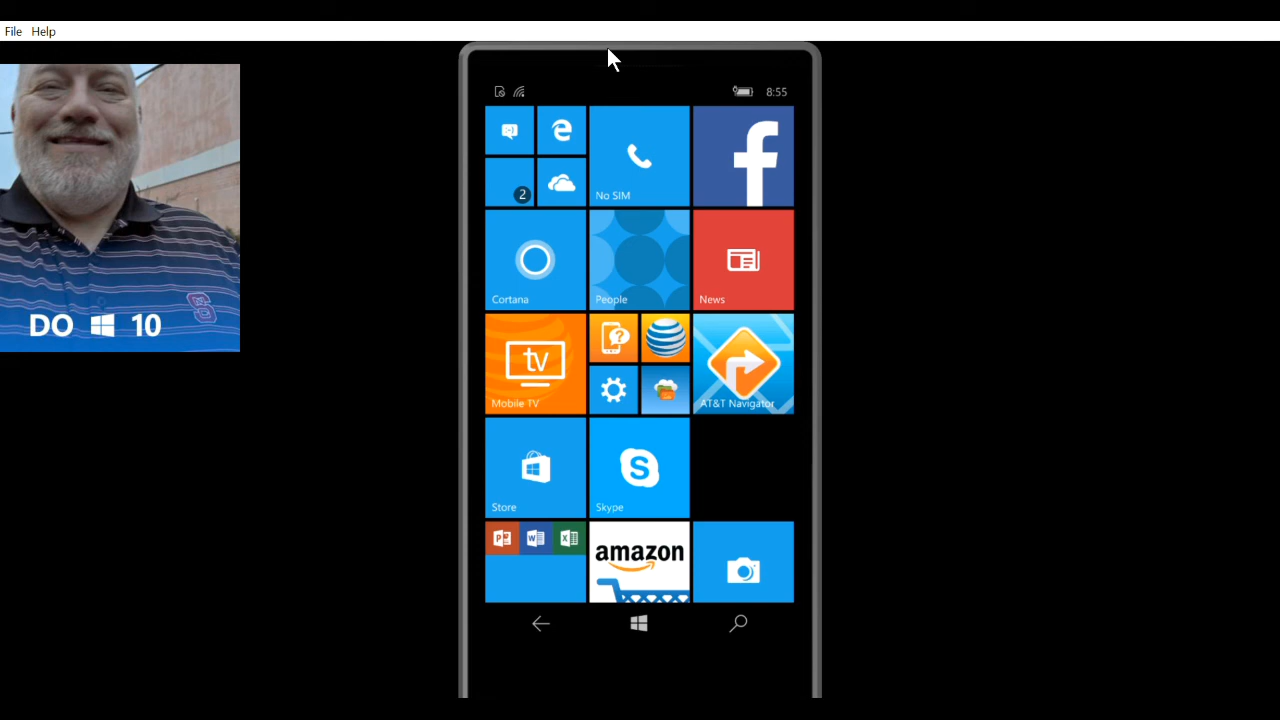 File Help
8:55
2
No SIM
f
Cortana
People
News
tv
Mobile TV
?
AT&T Navigator
Store
S
Skype
P W X
amazon
S
DO 10